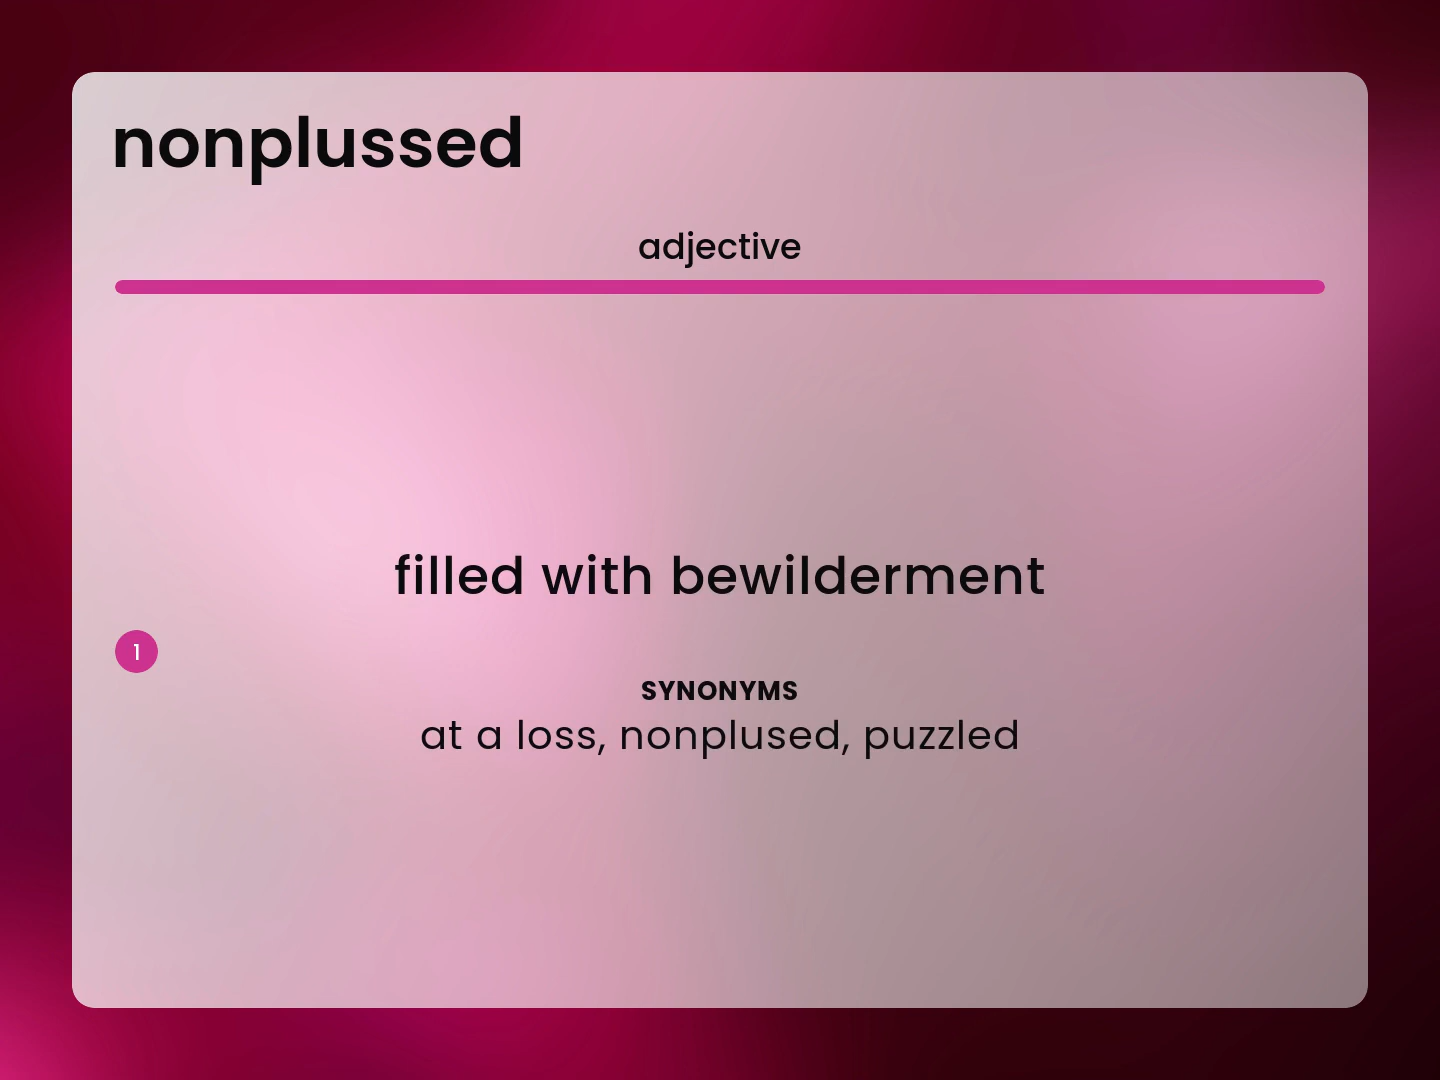 nonplussed
adjective
filled with bewilderment
1
SYNONYMS
at a loss, nonplused, puzzled